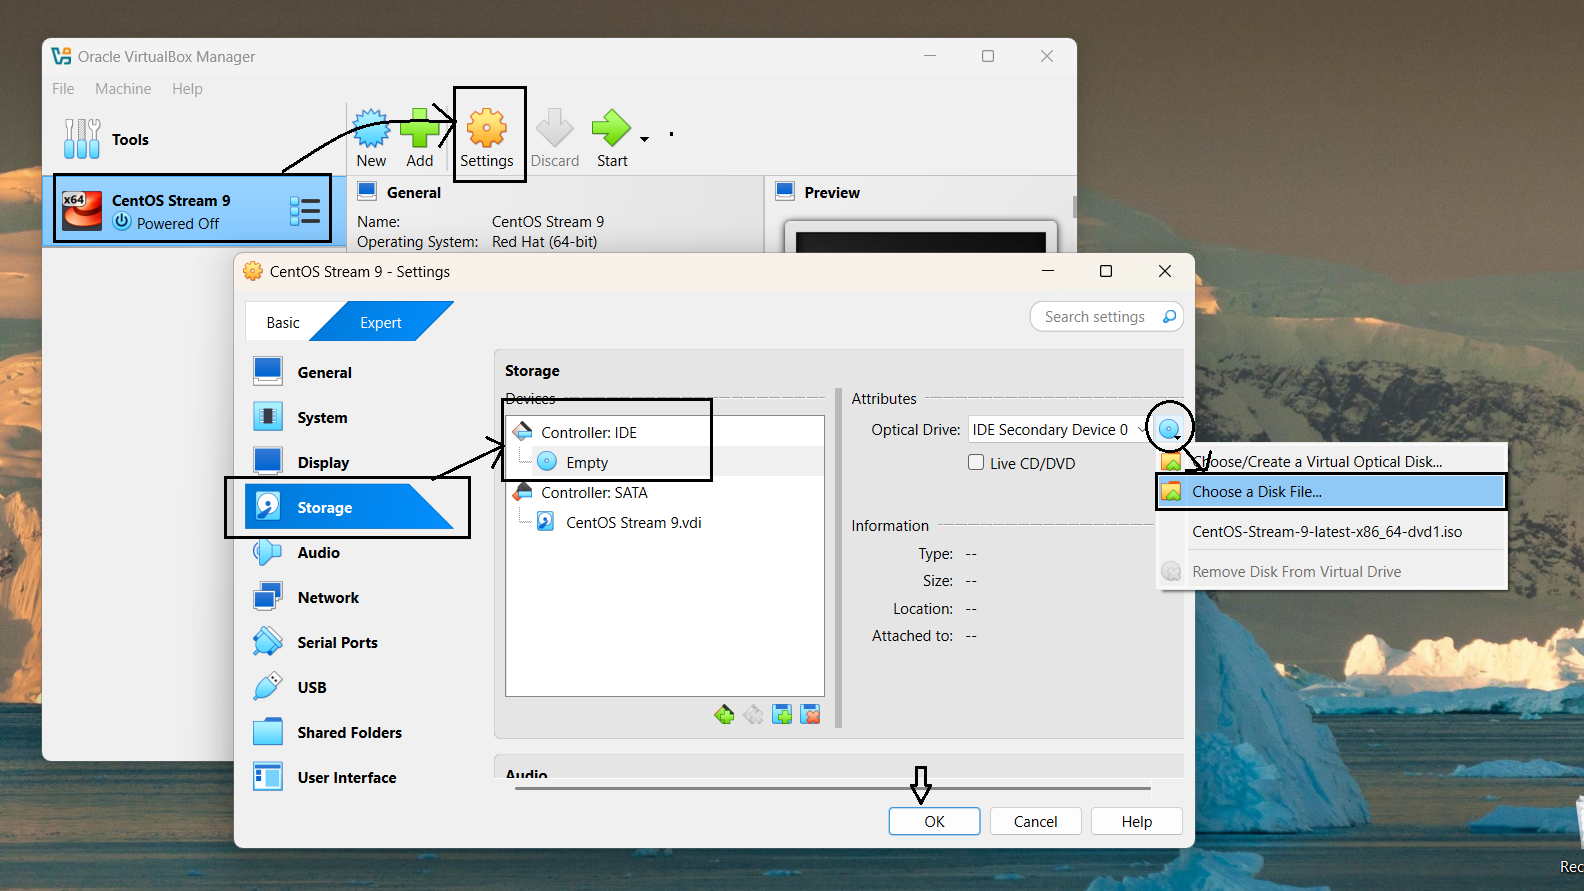 Oracle VirtualBox Manager
File Machine Help
Tools
New Add Settings Discard Start
x64
CentOS Stream 9
Powered Off
General
Name: CentOS Stream 9
Operating System: Red Hat (64-bit)
Preview
CentOS Stream 9 - Settings
Basic Expert
Search settings
General
System
Display
Storage
Audio
Network
Serial Ports
USB
Shared Folders
User Interface
Storage
Devices
Controller: IDE
Empty
Controller: SATA
CentOS Stream 9.vdi
Attributes
Optical Drive: IDE Secondary Device 0
Live CD/DVD
Information
Type: --
Size: --
Location: --
Attached to: --
Choose/Create a Virtual Optical Disk...
Choose a Disk File...
CentOS-Stream-9-latest-x86_64-dvd1.iso
Remove Disk From Virtual Drive
Audio
OK Cancel Help
Rec